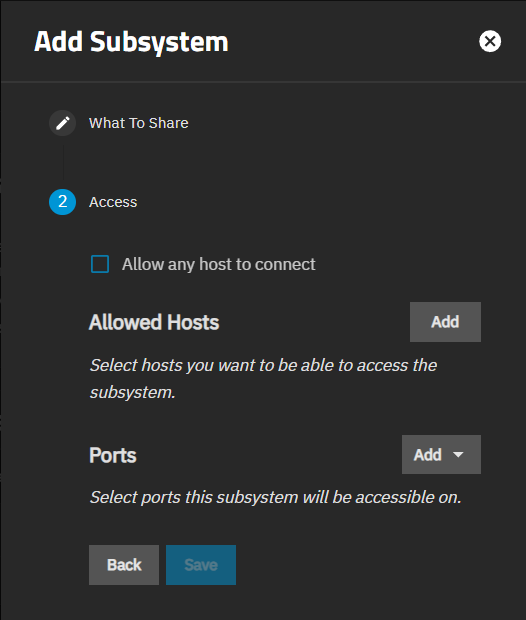 Add Subsystem
What To Share
2 Access
Allow any host to connect
Allowed Hosts Add
Select hosts you want to be able to access the
subsystem.
Ports Add
Select ports this subsystem will be accessible on.
Back Save